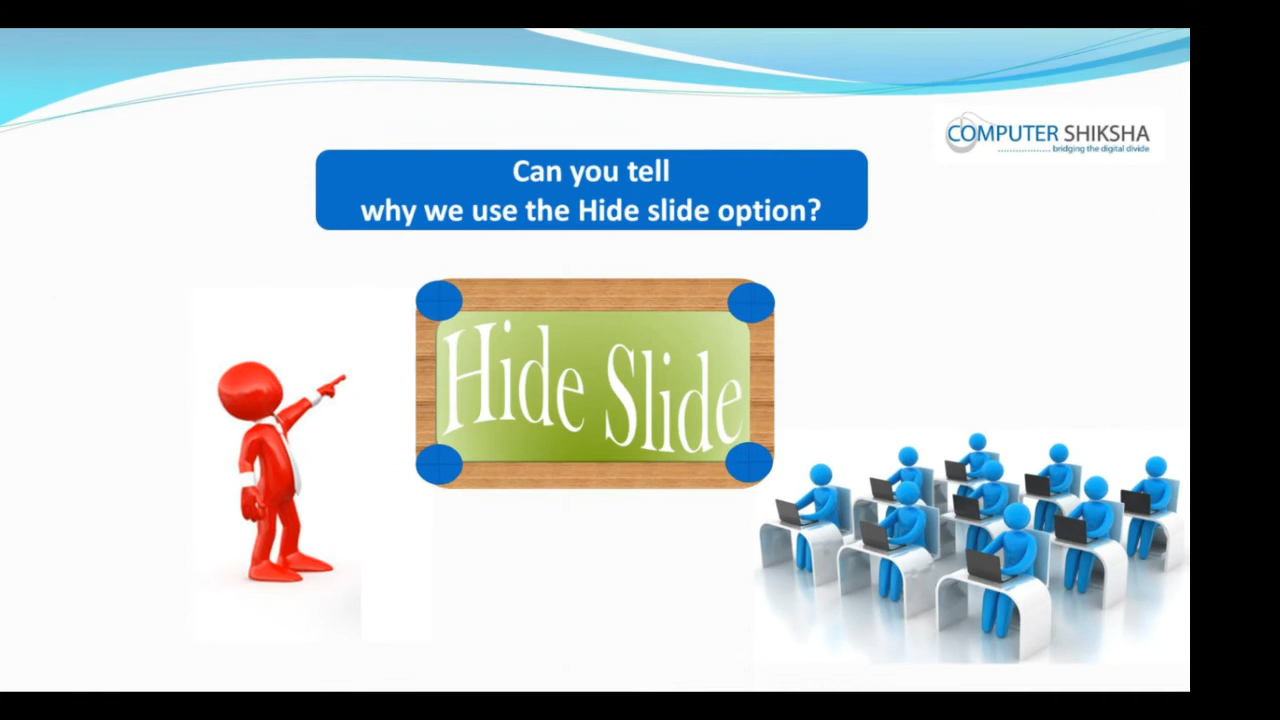 COMPUTER SHIKSHA
bridging the digital divide
Can you tell
why we use the Hide slide option?
Hide Slide